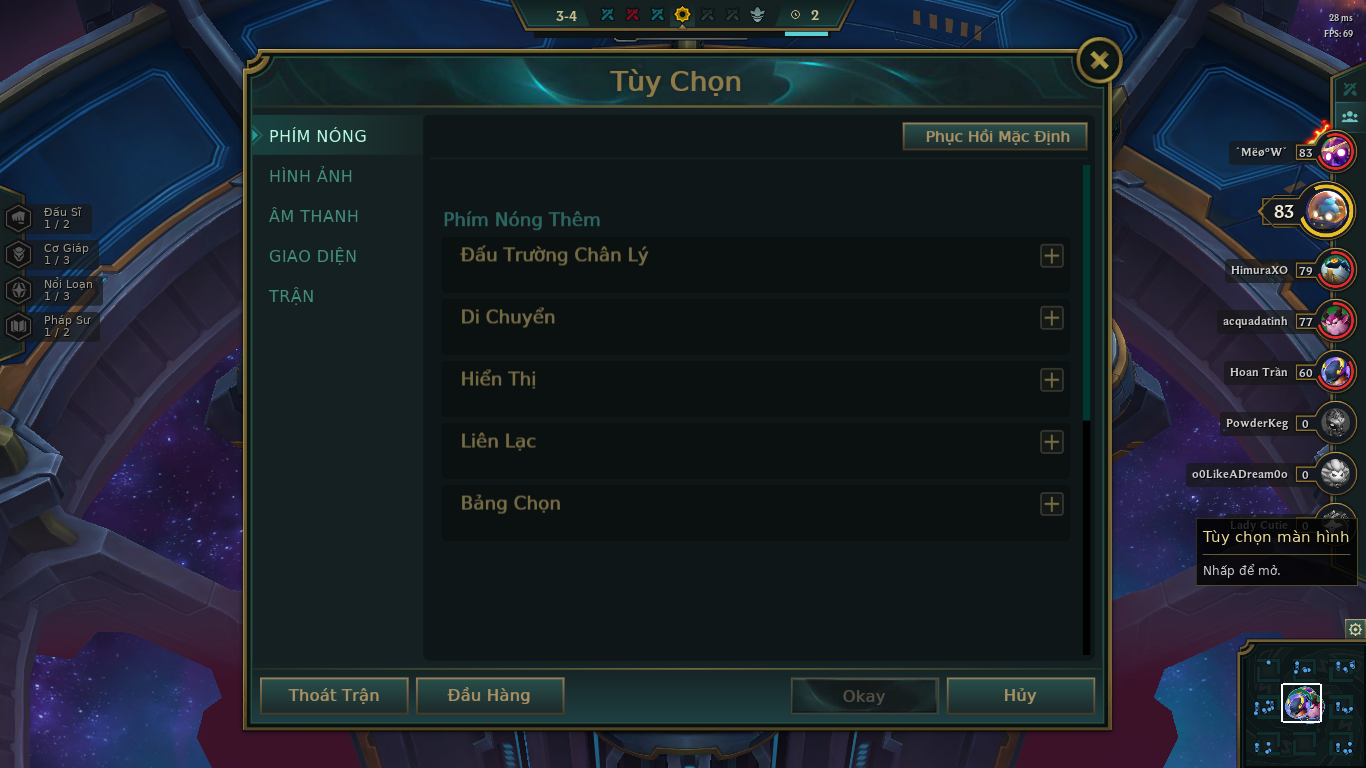 3-4
2
28 ms
FPS: 69
Tùy Chọn
PHÍM NÓNG
HÌNH ẢNH
ÂM THANH
GIAO DIỆN
TRẬN
Phục Hồi Mặc Định
Phím Nóng Thêm
Đấu Trường Chân Lý
Di Chuyển
Hiển Thị
Liên Lạc
Bảng Chọn
Thoát Trận
Đầu Hàng
Okay
Hủy
Đấu Sĩ
1 / 2
Cơ Giáp
1 / 3
Nổi Loạn
1 / 3
Pháp Sư
1 / 2
83
83
HimuraXO 79
acquadatinh 77
Hoan Trần 60
PowderKeg 0
o0LikeADream0o 0
Lady Cutie 0
Tùy chọn màn hình
Nhấp để mở.